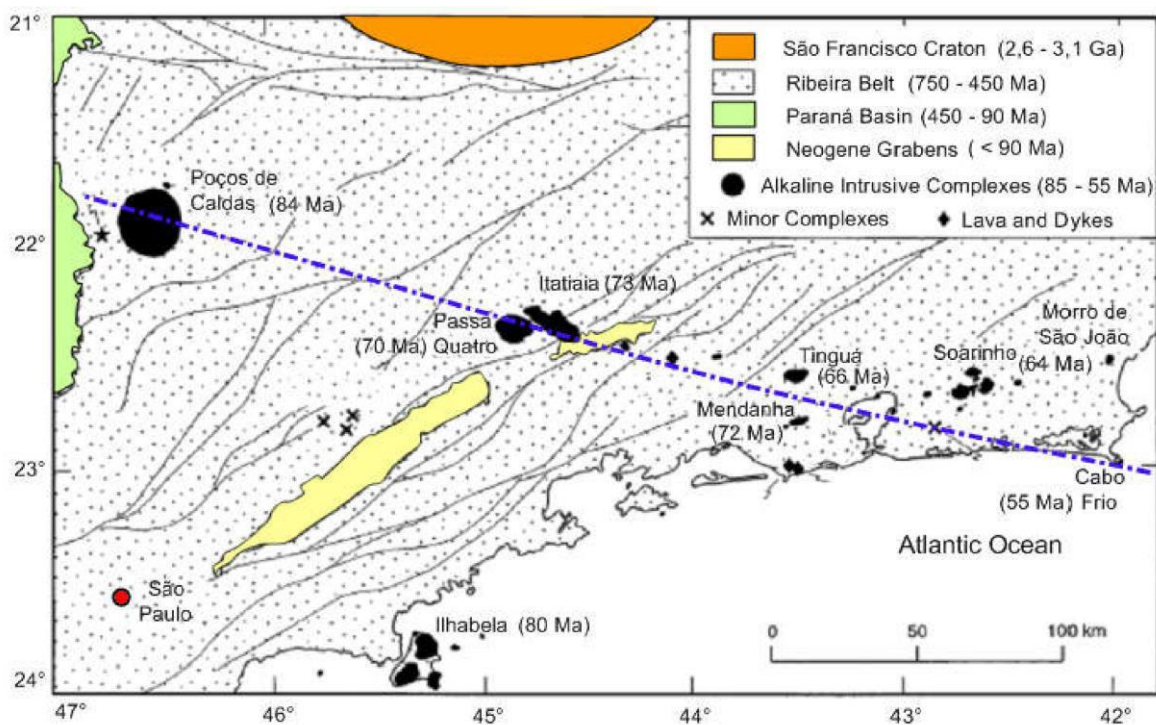 21°
22°
23°
24°
47°
46°
45°
44°
43°
42°
São Francisco Craton (2,6 - 3,1 Ga)
Ribeira Belt (750 - 450 Ma)
Paraná Basin (450 - 90 Ma)
Neogene Grabens (< 90 Ma)
Alkaline Intrusive Complexes (85 - 55 Ma)
Minor Complexes
Lava and Dykes
Poços de
Caldas (84 Ma)
Itatiaia (73 Ma)
Passa
(70 Ma) Quatro
Morro de
São João
Soarinho
(64 Ma)
Tinguá
(66 Ma)
Mendanha
(72 Ma)
Cabo
(55 Ma) Frio
Atlantic Ocean
São
Paulo
Ilhabela (80 Ma)
0 50 100 km